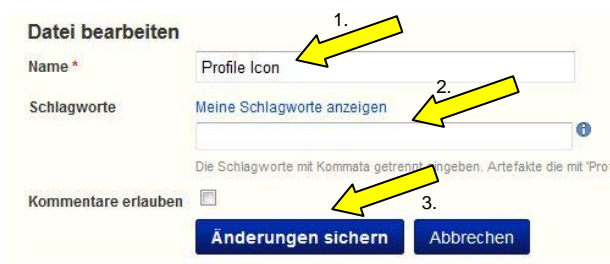 Datei bearbeiten
1.
Name *
Profile Icon
2.
Schlagworte
Meine Schlagworte anzeigen
Die Schlagworte mit Kommata getrennt eingeben. Artefakte die mit 'Pro
Kommentare erlauben
3.
Änderungen sichern
Abbrechen